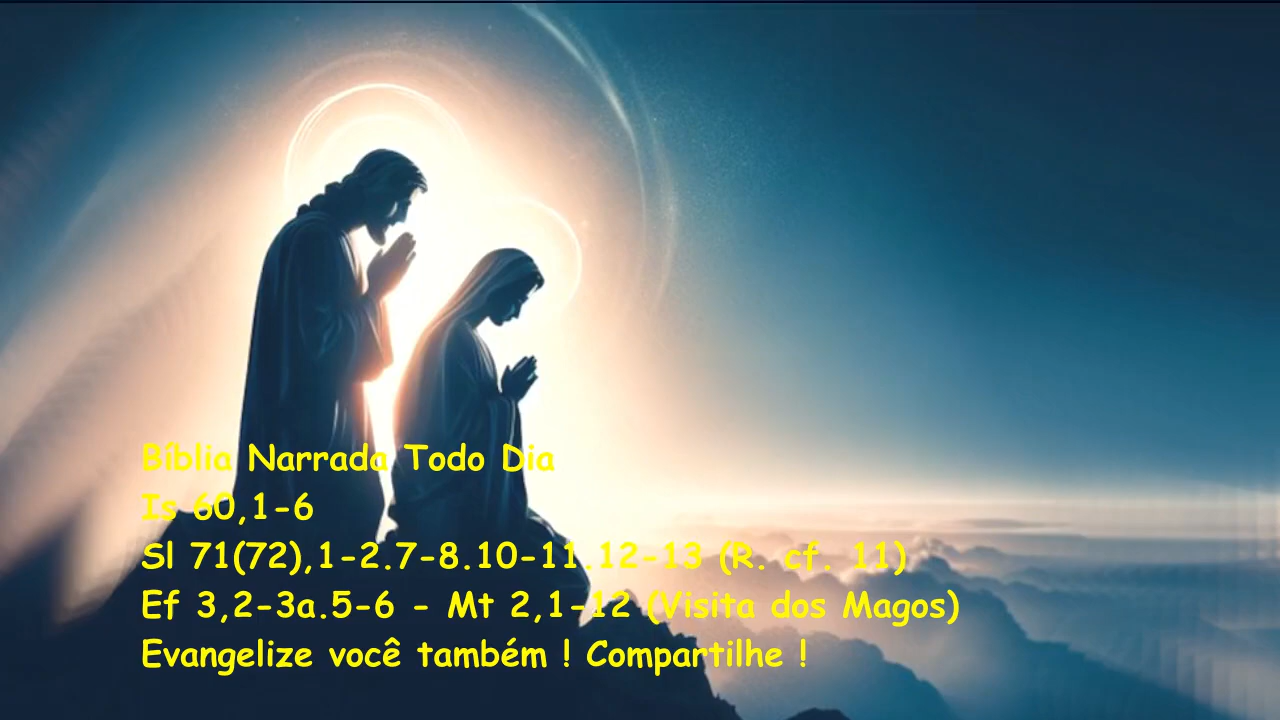 Bíblia Narrada Todo Dia
Is 60,1-6
Sl 71(72),1-2.7-8.10-11.12-13 (R. cf. 11)
Ef 3,2-3a.5-6 - Mt 2,1-12 (Visita dos Magos)
Evangelize você também ! Compartilhe !